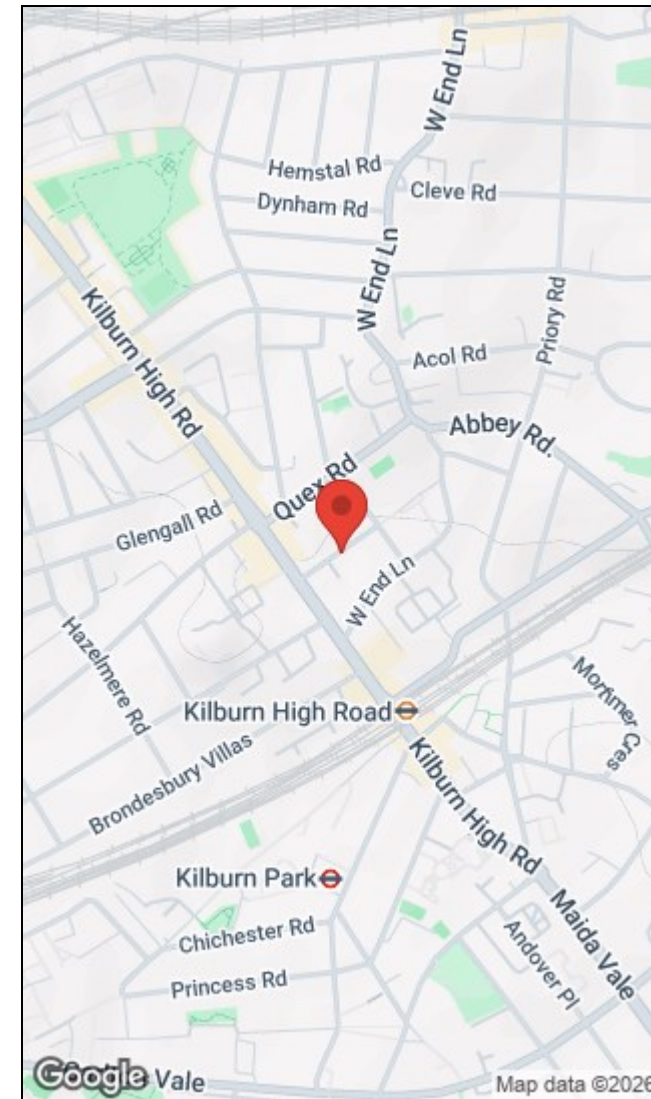 W End Ln
Hemstal Rd
Cleve Rd
Dynham Rd
W End Ln
Priory Rd
Kilburn High Rd
Acol Rd
Abbey Rd.
Quex Rd
Glengall Rd
W End Ln
Hazelmere Rd
Mortimer Cres
Kilburn High Road
Brondesbury Villas
Kilburn High Rd
Kilburn Park
Maida Vale
Chichester Rd
Andover Pl
Princess Rd
Google
Vale
Map data ©2026